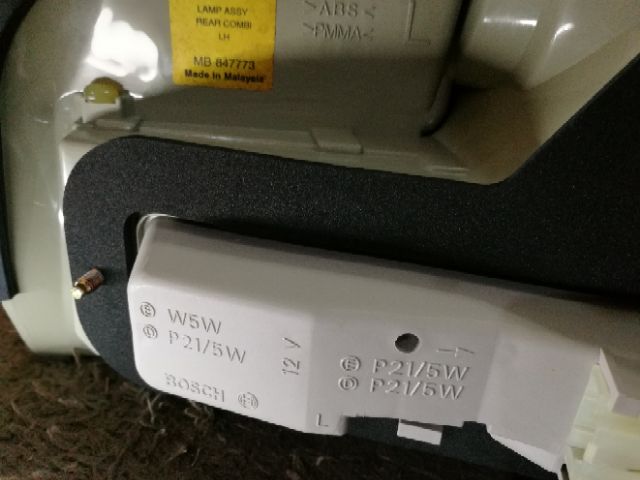 LAMP ASSY
REAR COMBI
LH
MB 847773
Made in Malaysia
>ABS<
>PMMA<
W5W
P21/5W
12 V
P21/5W
P21/5W
BOSCH
L